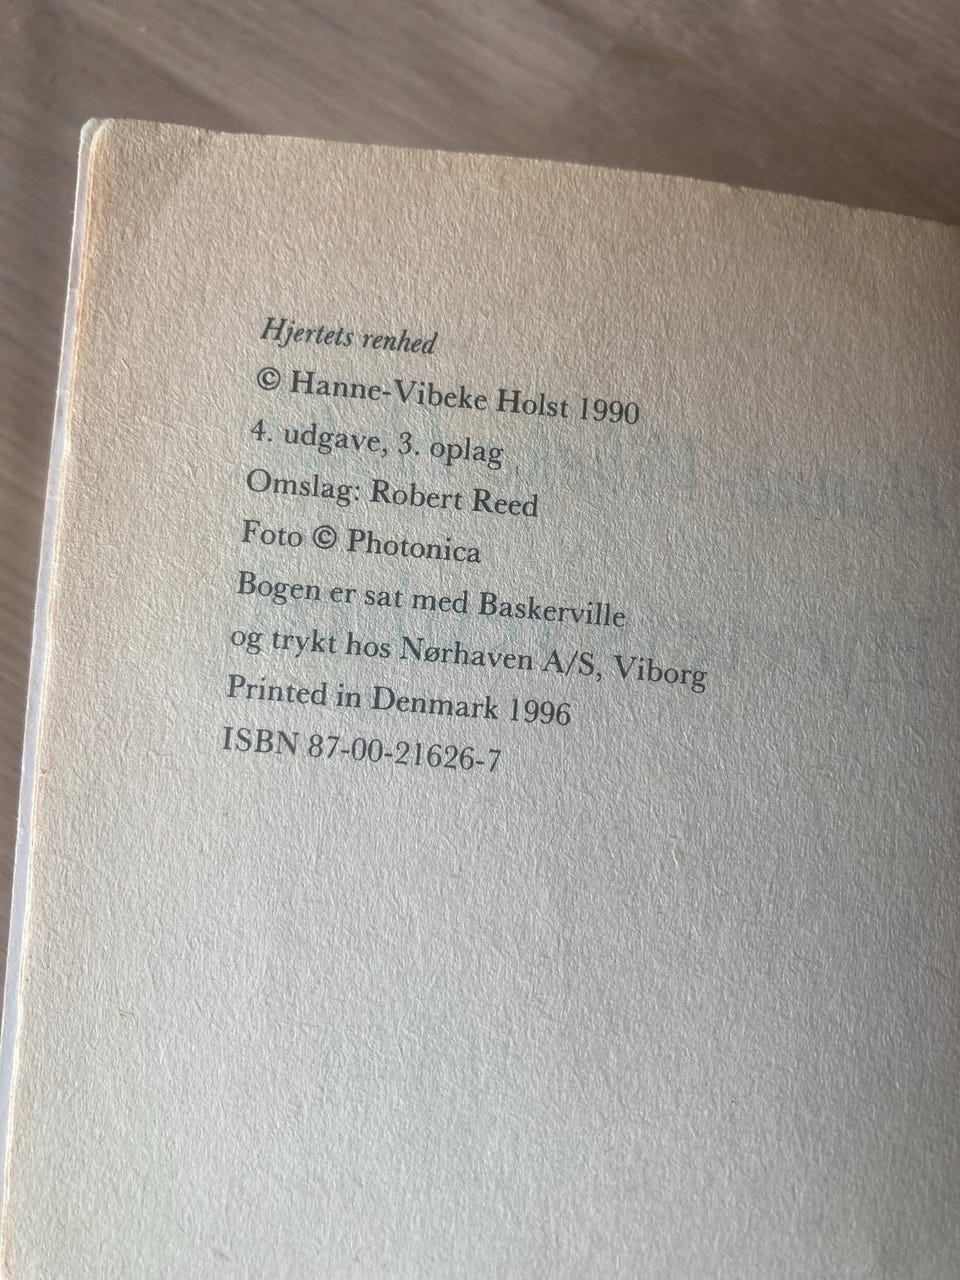 Hjertets renhed
© Hanne-Vibeke Holst 1990
4. udgave, 3. oplag
Omslag: Robert Reed
Foto © Photonica
Bogen er sat med Baskerville
og trykt hos Nørhaven A/S, Viborg
Printed in Denmark 1996
ISBN 87-00-21626-7